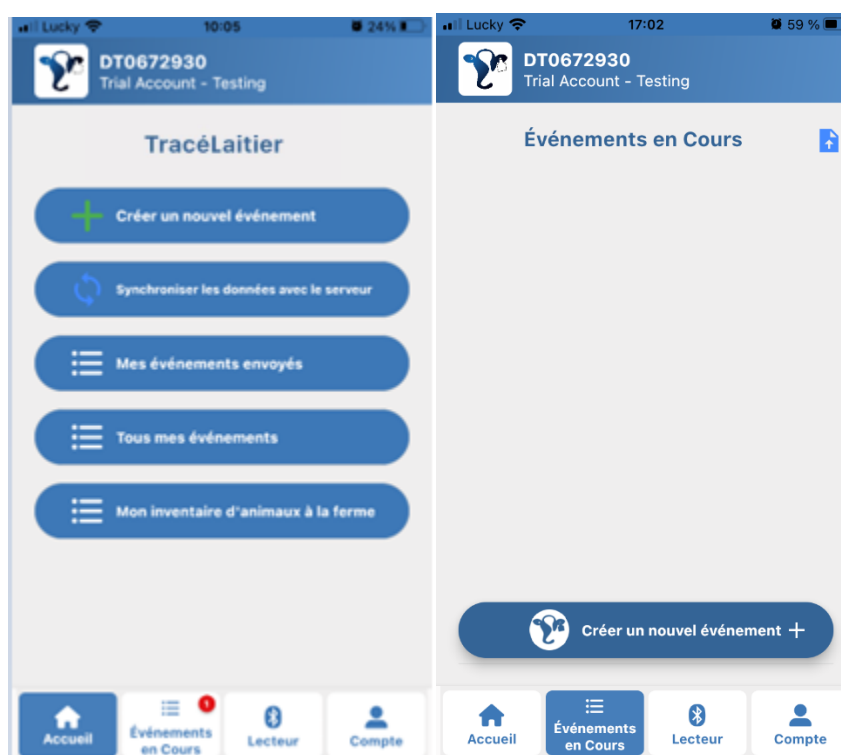 Lucky 10:05 24%
DT0672930
Trial Account - Testing
TracéLaitier
Créer un nouvel événement
Synchroniser les données avec le serveur
Mes événements envoyés
Tous mes événements
Mon inventaire d'animaux à la ferme
Accueil
1
Événements
en Cours
Lecteur
Compte
Lucky 17:02 59 %
DT0672930
Trial Account - Testing
Événements en Cours
Créer un nouvel événement +
Accueil
Événements
en Cours
Lecteur
Compte